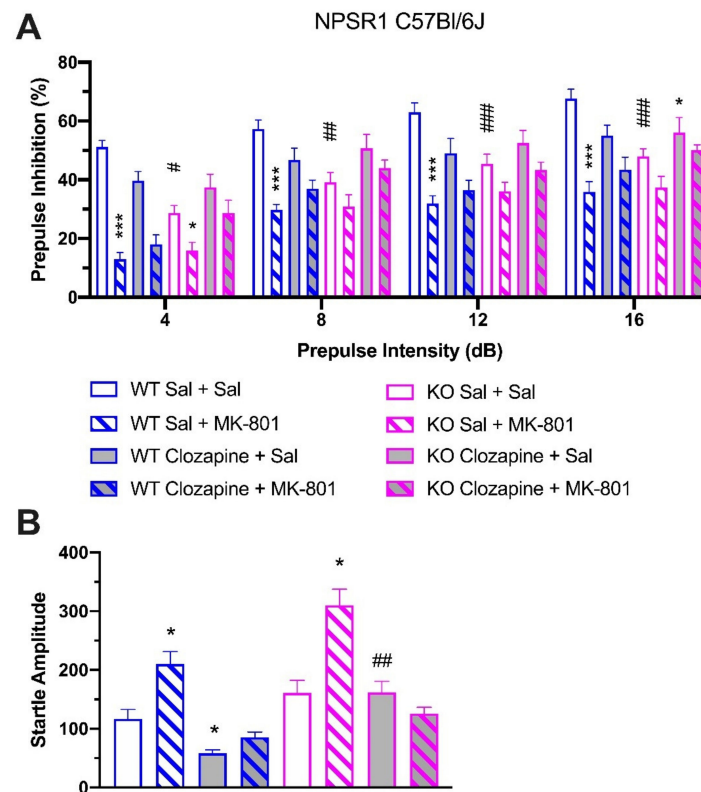 A
NPSR1 C57Bl/6J
Prepulse Inhibition (%)
80
60
40
20
0
***
#
*
***
##
***
###
***
###
*
4 8 12 16
Prepulse Intensity (dB)
WT Sal + Sal
WT Sal + MK-801
WT Clozapine + Sal
WT Clozapine + MK-801
KO Sal + Sal
KO Sal + MK-801
KO Clozapine + Sal
KO Clozapine + MK-801
B
Startle Amplitude
400
300
200
100
0
*
*
*
##